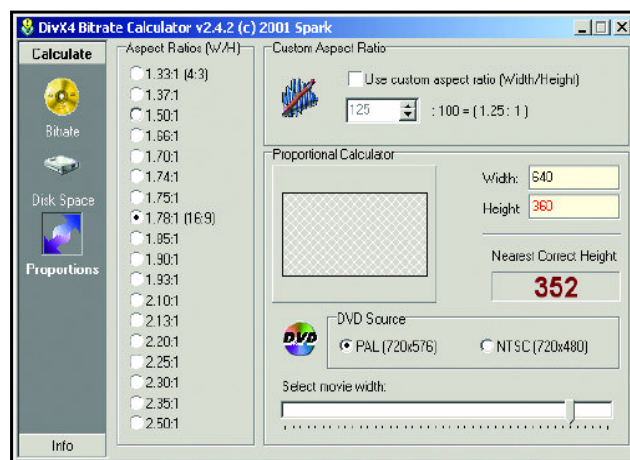 DivX4 Bitrate Calculator v2.4.2 (c) 2001 Spark
Calculate
Bitrate
Disk Space
Proportions
Info
Aspect Ratios (W/H)
1.33:1 (4:3)
1.37:1
1.50:1
1.66:1
1.70:1
1.74:1
1.75:1
1.78:1 (16:9)
1.85:1
1.90:1
1.93:1
2.10:1
2.13:1
2.20:1
2.25:1
2.30:1
2.35:1
2.50:1
Custom Aspect Ratio
Use custom aspect ratio (Width/Height)
125 : 100 = ( 1.25 : 1 )
Proportional Calculator
Width: 640
Height 360
Nearest Correct Height
352
DVD
DVD Source
PAL (720x576) NTSC (720x480)
Select movie width: